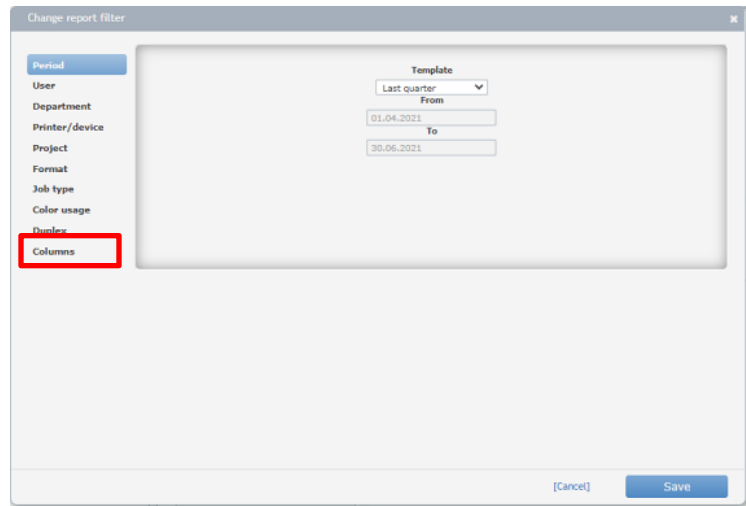 Change report filter
Period
User
Department
Printer/device
Project
Format
Job type
Color usage
Duplex
Columns
Template
Last quarter
From
01.04.2021
To
30.06.2021
[Cancel]
Save